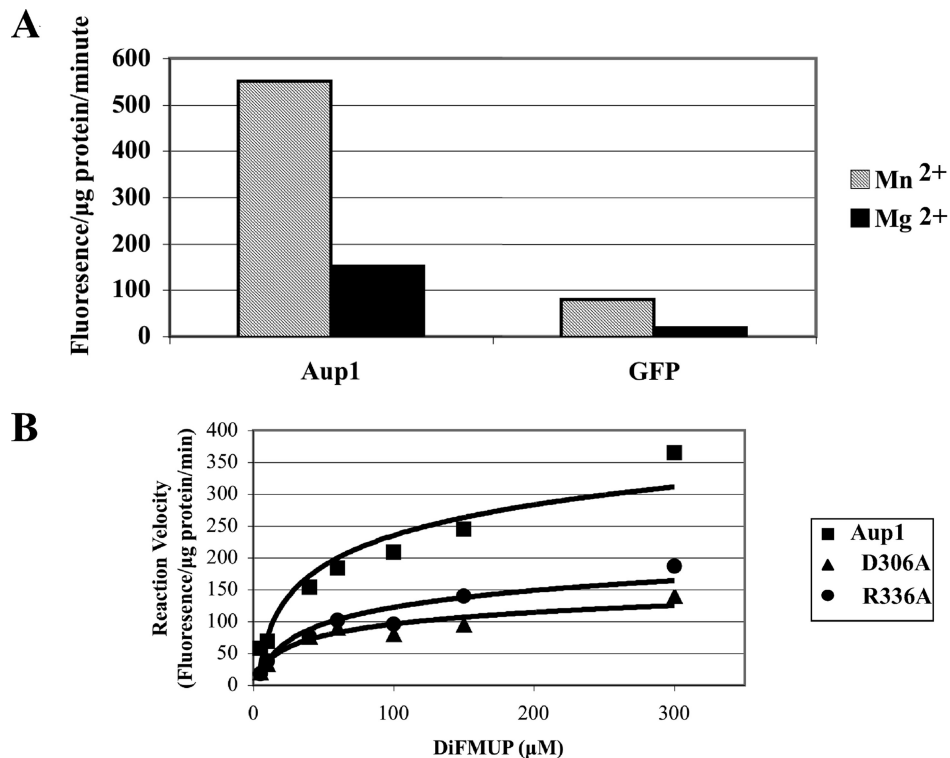 A
Fluoresence/µg protein/minute
600
500
400
300
200
100
0
Aup1
GFP
Mn 2+
Mg 2+
B
Reaction Velocity
(Fluoresence/µg protein/min)
400
350
300
250
200
150
100
50
0
0
100
200
300
DiFMUP (µM)
Aup1
D306A
R336A